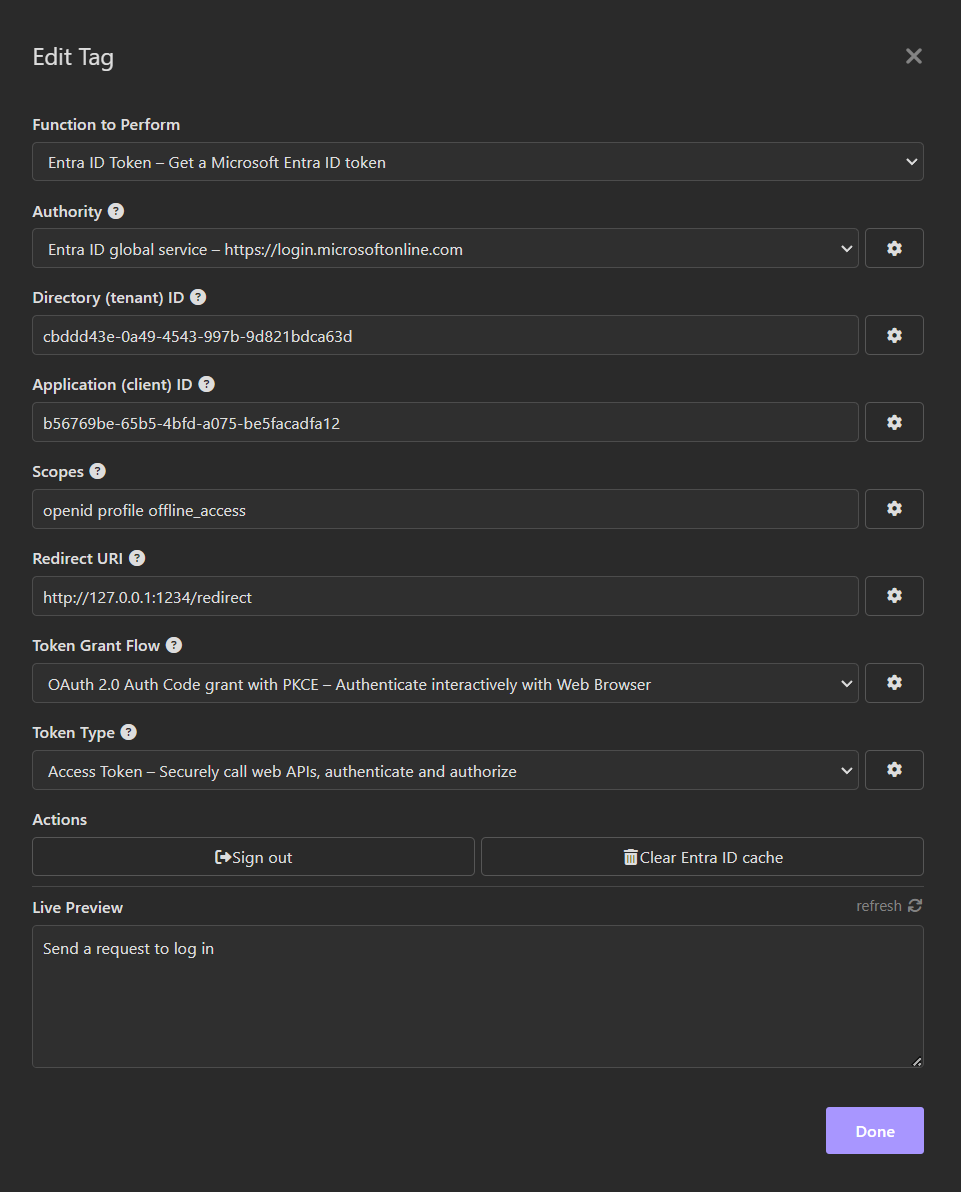 Edit Tag
Function to Perform
Entra ID Token – Get a Microsoft Entra ID token
Authority
Entra ID global service – https://login.microsoftonline.com
Directory (tenant) ID
cbddd43e-0a49-4543-997b-9d821bdca63d
Application (client) ID
b56769be-65b5-4bfd-a075-be5facadfa12
Scopes
openid profile offline_access
Redirect URI
http://127.0.0.1:1234/redirect
Token Grant Flow
OAuth 2.0 Auth Code grant with PKCE – Authenticate interactively with Web Browser
Token Type
Access Token – Securely call web APIs, authenticate and authorize
Actions
Sign out
Clear Entra ID cache
Live Preview
refresh
Send a request to log in
Done